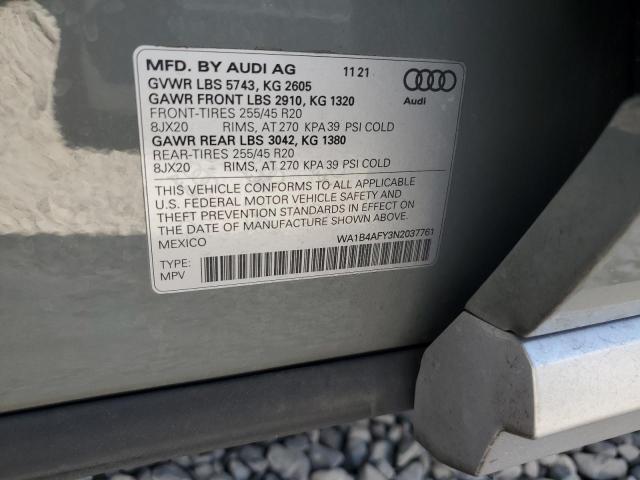 MFD. BY AUDI AG 11 21
GVWR LBS 5743, KG 2605
GAWR FRONT LBS 2910, KG 1320
FRONT-TIRES 255/45 R20
8JX20 RIMS, AT 270 KPA 39 PSI COLD
GAWR REAR LBS 3042, KG 1380
REAR-TIRES 255/45 R20
8JX20 RIMS, AT 270 KPA 39 PSI COLD
Audi
THIS VEHICLE CONFORMS TO ALL APPLICABLE
U.S. FEDERAL MOTOR VEHICLE SAFETY AND
THEFT PREVENTION STANDARDS IN EFFECT ON
THE DATE OF MANUFACTURE SHOWN ABOVE.
MEXICO WA1B4AFY3N2037761
TYPE:
MPV